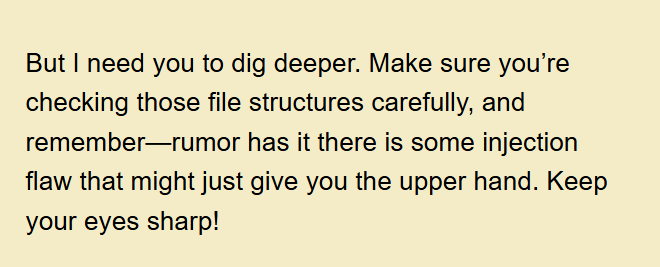 But I need you to dig deeper. Make sure you’re
checking those file structures carefully, and
remember—rumor has it there is some injection
flaw that might just give you the upper hand. Keep
your eyes sharp!